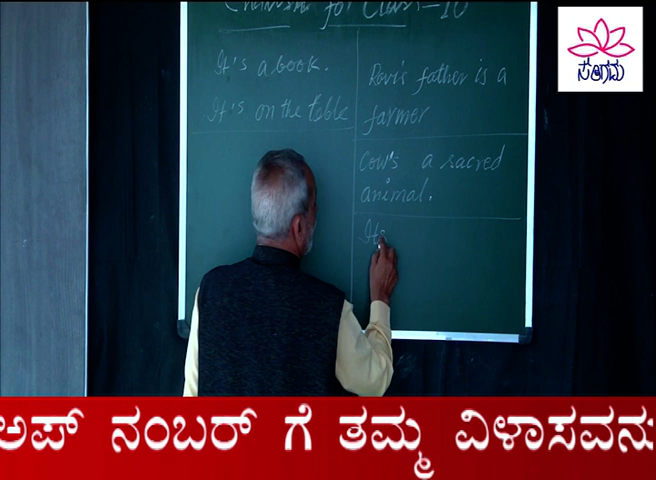 for Class-10
It's a book.
It's on the table
Ravi's father is a
farmer
Cow's a sacred
animal.
Its
ಅಪ್ ನಂಬರ್ ಗೆ ತಮ್ಮ ವಿಳಾಸವನು